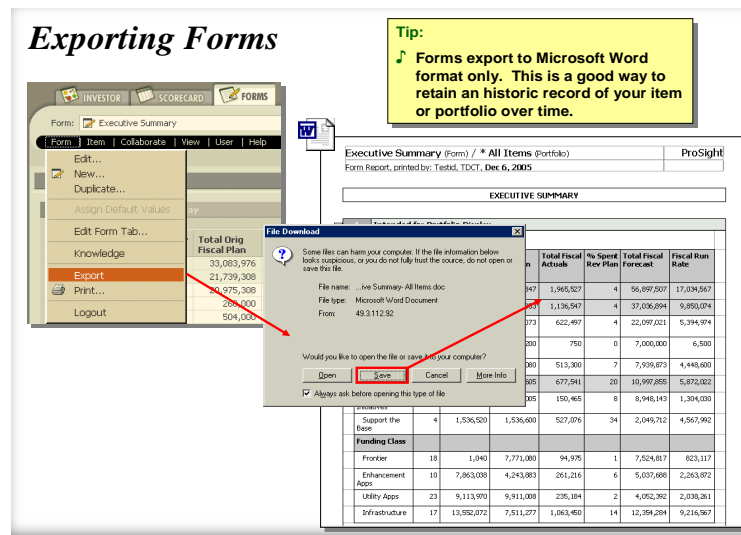 Exporting Forms
Tip:
♪ Forms export to Microsoft Word
format only. This is a good way to
retain an historic record of your item
or portfolio over time.
INVESTOR SCORECARD FORMS
Form: Executive Summary
Form | Item | Collaborate | View | User | Help
Edit...
New...
Duplicate...
Assign Default Values
Edit Form Tab...
Knowledge
Export
Print...
Logout
Total Orig
Fiscal Plan
33,083,976
21,739,308
20,975,308
260,000
504,000
File Download
Some files can harm your computer. If the file information below
looks suspicious, or you do not fully trust the source, do not open or
save this file.
File name: ...ive Summary- All Items.doc
File type: Microsoft Word Document
From: 49.3.112.92
Would you like to open the file or save it to your computer?
Open Save Cancel More Info
Always ask before opening this type of file
Executive Summary (Form) / * All Items (Portfolio) ProSight
Form Report, printed by: Testid, TDCT, Dec 6, 2005
EXECUTIVE SUMMARY
Total Fiscal Actuals % Spent Rev Plan Total Fiscal Forecast Fiscal Run Rate
1,965,527 4 56,897,507 17,034,567
1,136,547 4 37,036,894 9,850,074
622,497 4 22,097,021 5,394,974
750 0 7,000,000 6,500
513,300 7 7,939,873 4,448,600
677,541 20 10,997,855 5,872,022
150,465 8 8,948,143 1,304,030
Support the Base 4 1,536,520 1,536,600 527,076 34 2,049,712 4,567,992
Funding Class
Frontier 18 1,040 7,771,080 94,975 1 7,524,817 823,117
Enhancement Apps 10 7,863,038 4,243,883 261,216 6 5,037,688 2,263,872
Utility Apps 23 9,113,970 9,911,008 235,184 2 4,052,392 2,038,261
Infrastructure 17 13,552,072 7,511,277 1,063,450 14 12,354,284 9,216,567